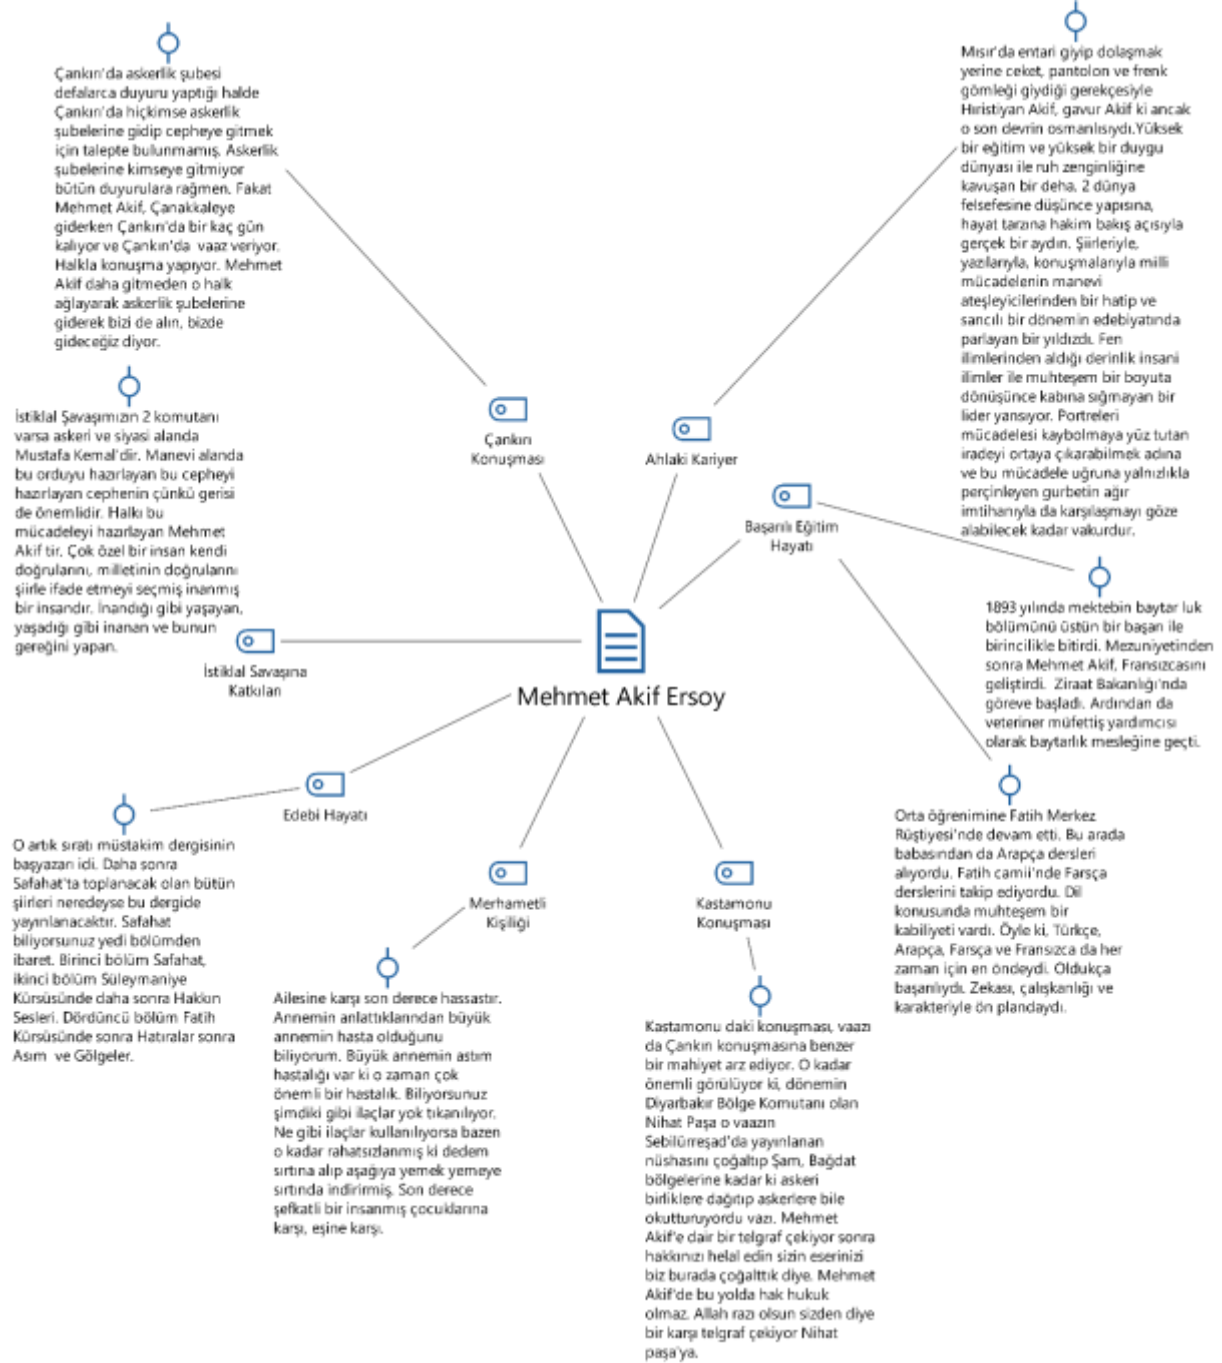 Çankırı'da askerlik şubesi
defalarca duyuru yaptığı halde
Çankırı'da hiçkimse askerlik
şubelerine gidip cepheye gitmek
için talepte bulunmamış. Askerlik
şubelerine kimseye gitmiyor
bütün duyurulara rağmen. Fakat
Mehmet Akif, Çanakkaleye
giderken Çankırı'da bir kaç gün
kalıyor ve Çankırı'da vaaz veriyor.
Halkla konuşma yapıyor. Mehmet
Akif daha gitmeden o halk
ağlayarak askerlik şubelerine
giderek bizi de alın, bizde
gideceğiz diyor.
Mısır'da entari giyip dolaşmak
yerine ceket, pantolon ve frenk
gömleği giydiği gerekçesiyle
Hıristiyan Akif, gavur Akif ki ancak
o son devrin osmanlısıydı.Yüksek
bir eğitim ve yüksek bir duygu
dünyası ile ruh zenginliğine
kavuşan bir deha. 2 dünya
felsefesine düşünce yapısına,
hayat tarzına hakim bakış açısıyla
gerçek bir aydın. Şiirleriyle,
yazılarıyla, konuşmalarıyla milli
mücadelenin manevi
ateşleyicilerinden bir hatip ve
sancılı bir dönemin edebiyatında
parlayan bir yıldızdı. Fen
ilimlerinden aldığı derinlik insani
ilimler ile muhteşem bir boyuta
dönüşünce kabına sığmayan bir
lider yansıyor. Portreleri
mücadelesi kaybolmaya yüz tutan
iradeyi ortaya çıkarabilmek adına
ve bu mücadele uğruna yalnızlıkla
perçinleyen gurbetin ağır
imtihanıyla da karşılaşmayı göze
alabilecek kadar vakurdur.
İstiklal Şavaşımızın 2 komutanı
varsa askeri ve siyasi alanda
Mustafa Kemal'dir. Manevi alanda
bu orduyu hazırlayan bu cepheyi
hazırlayan cephenin çünkü gerisi
de önemlidir. Halkı bu
mücadeleyi hazırlayan Mehmet
Akif tir. Çok özel bir insan kendi
doğrularını, milletinin doğrularını
şiirle ifade etmeyi seçmiş inanmış
bir insandır. İnandığı gibi yaşayan,
yaşadığı gibi inanan ve bunun
gereğini yapan.
Çankırı
Konuşması
Ahlaki Kariyer
Başarılı Eğitim
Hayatı
1893 yılında mektebin baytar luk
bölümünü üstün bir başarı ile
birincilikle bitirdi. Mezuniyetinden
sonra Mehmet Akif, Fransızcasını
geliştirdi. Ziraat Bakanlığı'nda
göreve başladı. Ardından da
veteriner müfettiş yardımcısı
olarak baytarlık mesleğine geçti.
İstiklal Savaşına
Katkıları
Mehmet Akif Ersoy
Edebi Hayatı
Merhametli
Kişiliği
Kastamonu
Konuşması
Orta öğrenimine Fatih Merkez
Rüştiyesi'nde devam etti. Bu arada
babasından da Arapça dersleri
alıyordu. Fatih camii'nde Farsça
derslerini takip ediyordu. Dil
konusunda muhteşem bir
kabiliyeti vardı. Öyle ki, Türkçe,
Arapça, Farsça ve Fransızca da her
zaman için en öndeydi. Oldukça
başarılıydı. Zekası, çalışkanlığı ve
karakteriyle ön plandaydı.
O artık sıratı müstakim dergisinin
başyazarı idi. Daha sonra
Safahat'ta toplanacak olan bütün
şiirleri neredeyse bu dergide
yayınlanacaktır. Safahat
biliyorsunuz yedi bölümden
ibaret. Birinci bölüm Safahat,
ikinci bölüm Süleymaniye
Kürsüsünde daha sonra Hakkın
Sesleri. Dördüncü bölüm Fatih
Kürsüsünde sonra Hatıralar sonra
Asım ve Gölgeler.
Ailesine karşı son derece hassastır.
Annemin anlattıklarından büyük
annemin hasta olduğunu
biliyorum. Büyük annemin astım
hastalığı var ki o zaman çok
önemli bir hastalık. Biliyorsunuz
şimdiki gibi ilaçlar yok tıkanılıyor.
Ne gibi ilaçlar kullanılıyorsa bazen
o kadar rahatsızlanmış ki dedem
sırtına alıp aşağıya yemek yemeye
sırtında indirirmiş. Son derece
şefkatli bir insanmış çocuklarına
karşı, eşine karşı.
Kastamonu daki konuşması, vaazı
da Çankırı konuşmasına benzer
bir mahiyet arz ediyor. O kadar
önemli görülüyor ki, dönemin
Diyarbakır Bölge Komutanı olan
Nihat Paşa o vaazın
Sebilürreşad'da yayınlanan
nüshasını çoğaltıp Şam, Bağdat
bölgelerine kadar ki askeri
birliklere dağıtıp askerlere bile
okutturuyordu vazı. Mehmet
Akif'e dair bir telgraf çekiyor sonra
hakkınızı helal edin sizin eserinizi
biz burada çoğalttık diye. Mehmet
Akif'de bu yolda hak hukuk
olmaz. Allah razı olsun sizden diye
bir karşı telgraf çekiyor Nihat
paşa'ya.